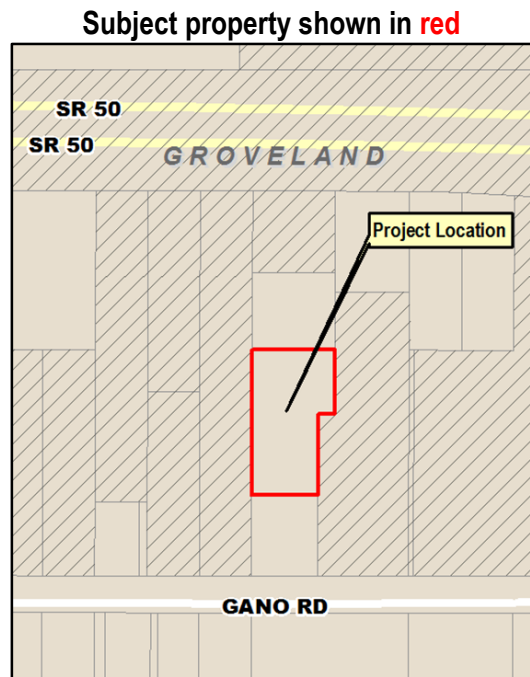 Subject property shown in red
SR 50
SR 50
GROVELAND
Project Location
GANO RD